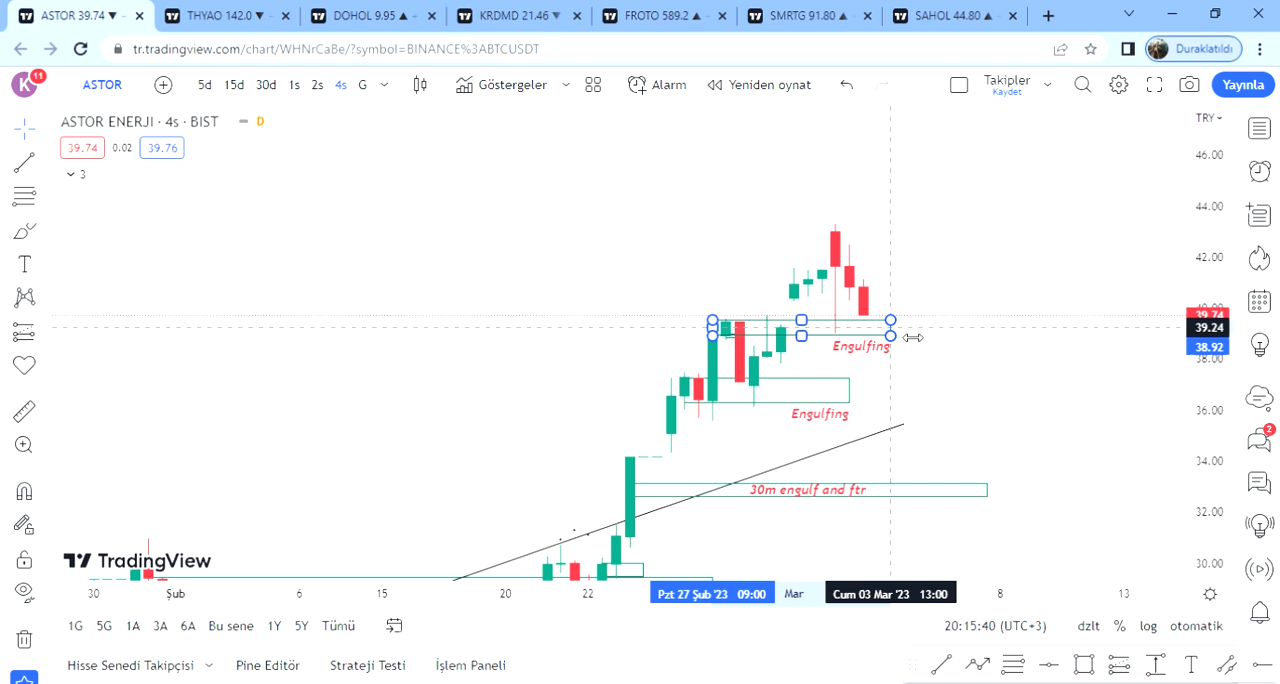 ASTOR 39.74 ▼
THYAO 142.0 ▼
DOHOL 9.95 ▲ +
KRDMD 21.46 ▼
FROTO 589.2 ▲
SMRTG 91.80 ▲
SAHOL 44.80 ▲
tr.tradingview.com/chart/WHNrCaBe/?symbol=BINANCE%3ABTCUSDT
Duraklatıldı
K 11
ASTOR
5d 15d 30d 1s 2s 4s G
Göstergeler
Alarm
Yeniden oynat
Takipler
Kaydet
Yayınla
ASTOR ENERJI · 4s · BIST
D
TRY
39.74 0.02 39.76
3
46.00
44.00
42.00
40.00
39.74
39.24
38.92
38.00
36.00
34.00
32.00
30.00
Engulfing
Engulfing
30m engulf and ftr
2
TradingView
30 Şub 6 15 20 22 Pzt 27 Şub '23 09:00 Mar Cum 03 Mar '23 13:00 8 13
1G 5G 1A 3A 6A Bu sene 1Y 5Y Tümü
20:15:40 (UTC+3) % log otomatik
dzlt
Hisse Senedi Takipçisi Pine Editör Strateji Testi İşlem Paneli
T